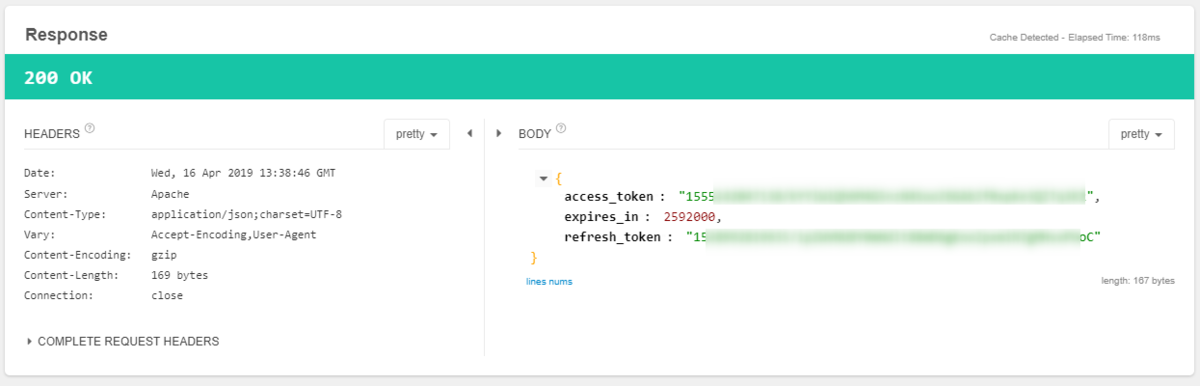 Response
Cache Detected - Elapsed Time: 118ms
200 OK
HEADERS ?
pretty
Date: Wed, 16 Apr 2019 13:38:46 GMT
Server: Apache
Content-Type: application/json;charset=UTF-8
Vary: Accept-Encoding,User-Agent
Content-Encoding: gzip
Content-Length: 169 bytes
Connection: close
COMPLETE REQUEST HEADERS
BODY ?
pretty
{
access_token : "1555 ",
expires_in : 2592000,
refresh_token : "15 oC"
}
lines nums
length: 167 bytes